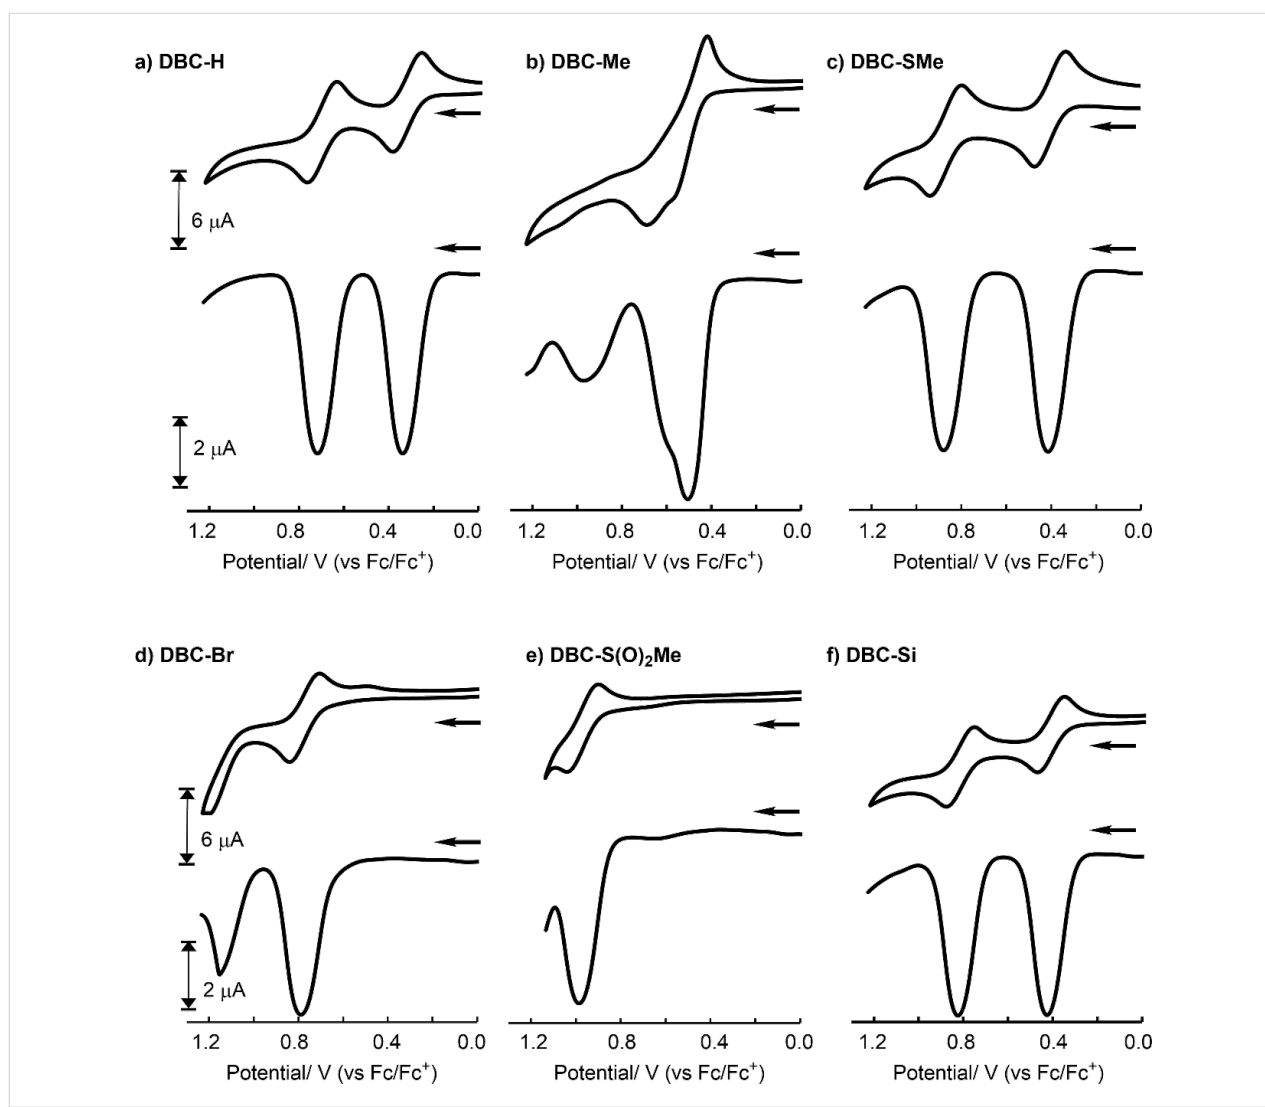 a) DBC-H
b) DBC-Me
c) DBC-SMe
6 μA
2 μA
1.2 0.8 0.4 0.0
1.2 0.8 0.4 0.0
1.2 0.8 0.4 0.0
Potential/ V (vs Fc/Fc⁺)
Potential/ V (vs Fc/Fc⁺)
Potential/ V (vs Fc/Fc⁺)
d) DBC-Br
e) DBC-S(O)₂Me
f) DBC-Si
6 μA
2 μA
1.2 0.8 0.4 0.0
1.2 0.8 0.4 0.0
1.2 0.8 0.4 0.0
Potential/ V (vs Fc/Fc⁺)
Potential/ V (vs Fc/Fc⁺)
Potential/ V (vs Fc/Fc⁺)